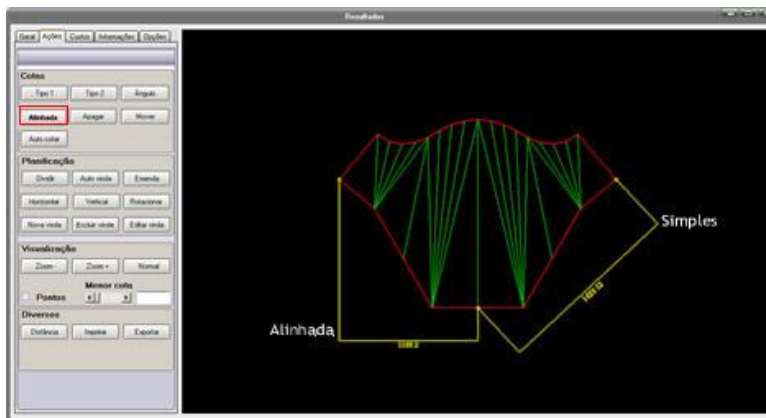 Resultados
Geral Ações Custos Informações Opções
Cotas
Tipo 1 Tipo 2 Ângulo
Alinhada Apagar Mover
Auto cotar
Planificação
Dividir Auto vinda Emenda
Horizontal Vertical Rotacionar
Nova vinda Excluir vinda Editar vinda
Visualização
Zoom- Zoom + Normal
Menor cota
Pontos
Diversos
Distância Imprimir Exportar
Simples
Alinhada